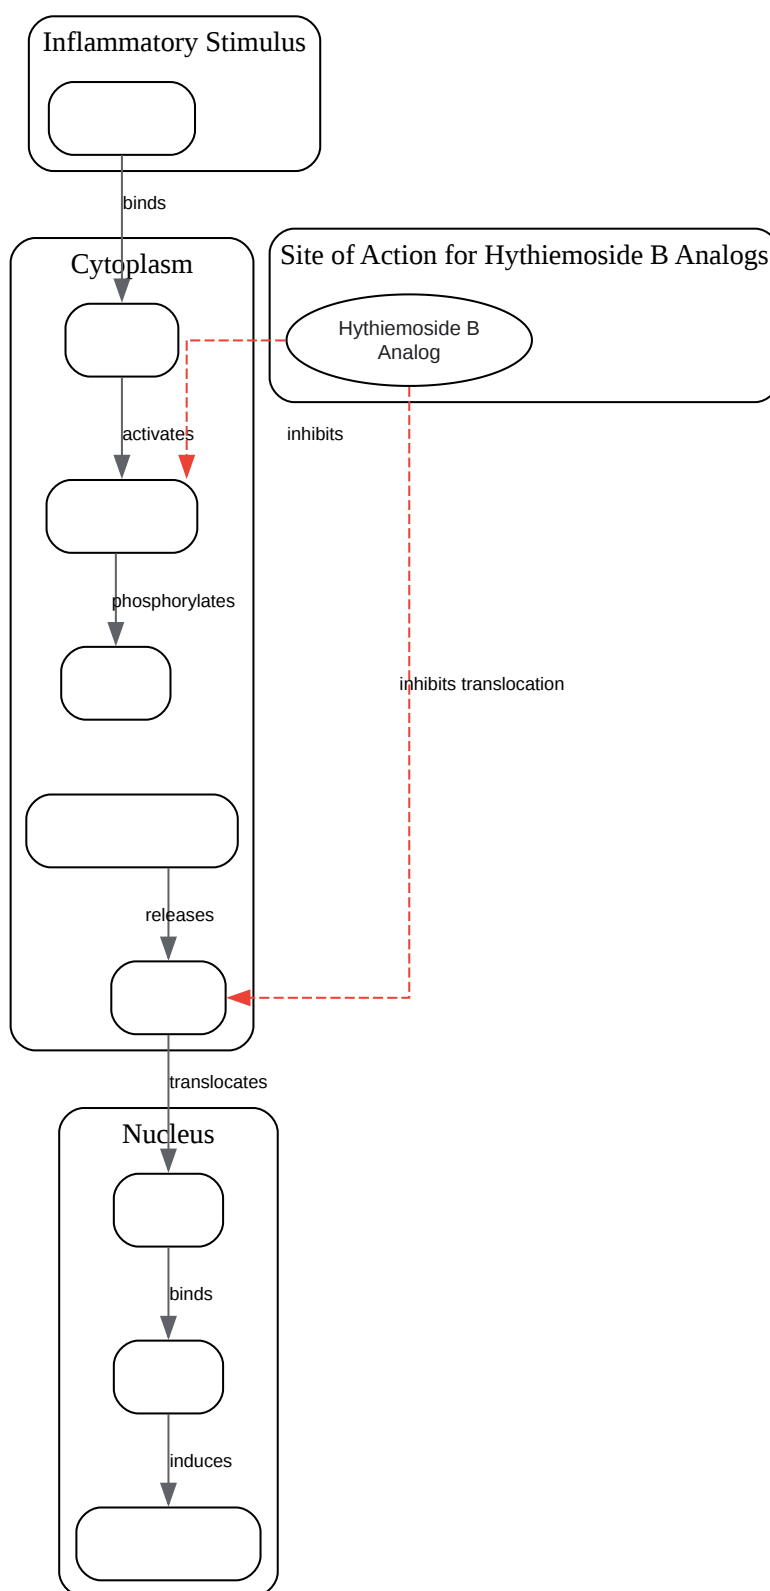 Inflammatory Stimulus
binds
Cytoplasm
Site of Action for Hythiemoside B Analogs
Hythiemoside B
Analog
activates
inhibits
phosphorylates
inhibits translocation
releases
translocates
Nucleus
binds
induces